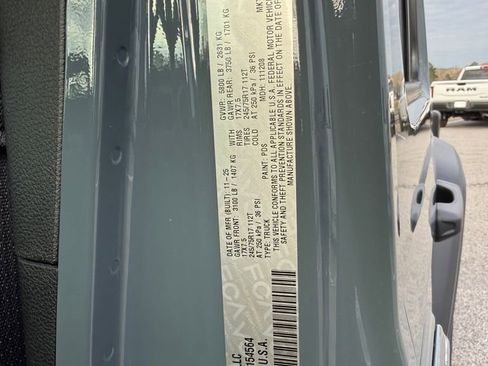 LLC
154564
U.S.A.
DATE OF MFR (BUILT): 11-25 GVWR: 5800 LB / 2631 KG
GAWR FRONT: 3100 LB / 1407 KG WITH GAWR REAR: 3750 LB / 1701 KG
17X7.5 RIMS 17X7.5
245/75R17 112T TIRES 245/75R17 112T
AT 250 kPa / 36 PSI COLD AT 250 kPa / 36 PSI
TYPE: TRUCK PAINT: PDS MDH: 111208
THIS VEHICLE CONFORMS TO ALL APPLICABLE U.S.A. FEDERAL MOTOR VEHICLE
SAFETY AND THEFT PREVENTION STANDARDS IN EFFECT ON THE DATE OF
MANUFACTURE SHOWN ABOVE.
RAM